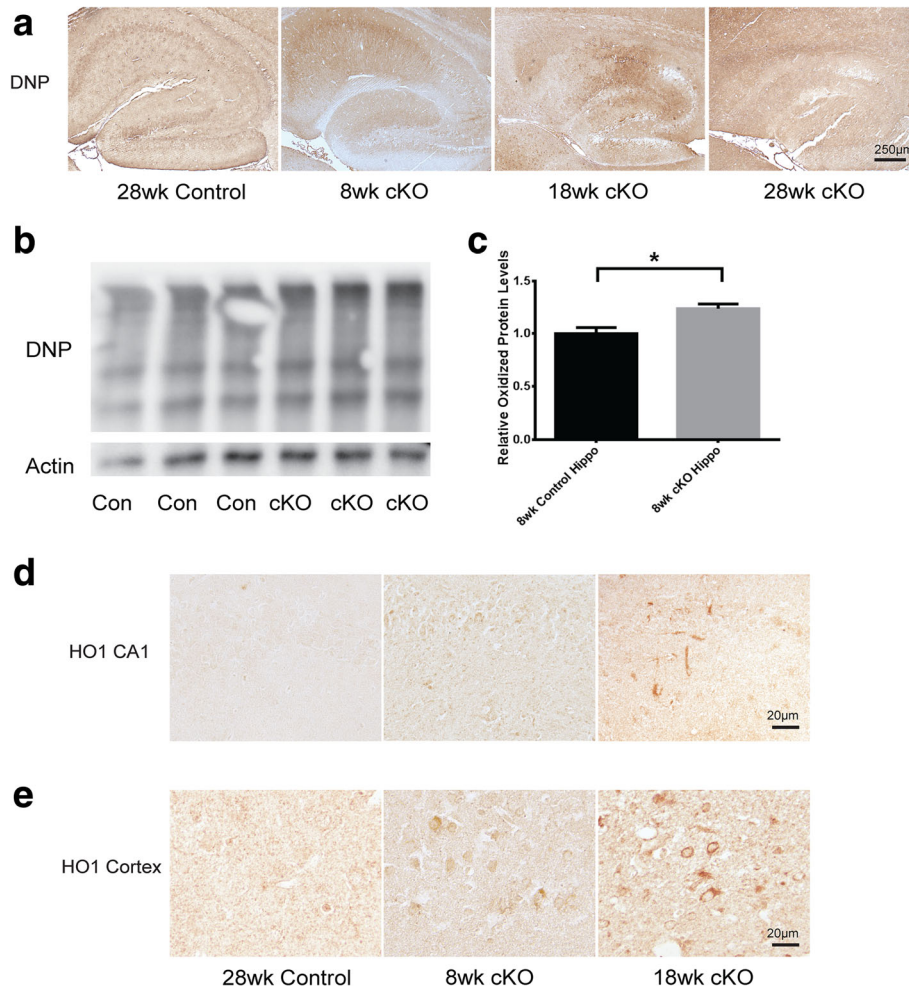 a
DNP
250µm
28wk Control
8wk cKO
18wk cKO
28wk cKO
b
DNP
Actin
Con
Con
Con
cKO
cKO
cKO
c
*
Relative Oxidized Protein Levels
1.5
1.0
0.5
0.0
8wk Control Hippo
8wk cKO Hippo
d
HO1 CA1
20µm
e
HO1 Cortex
20µm
28wk Control
8wk cKO
18wk cKO